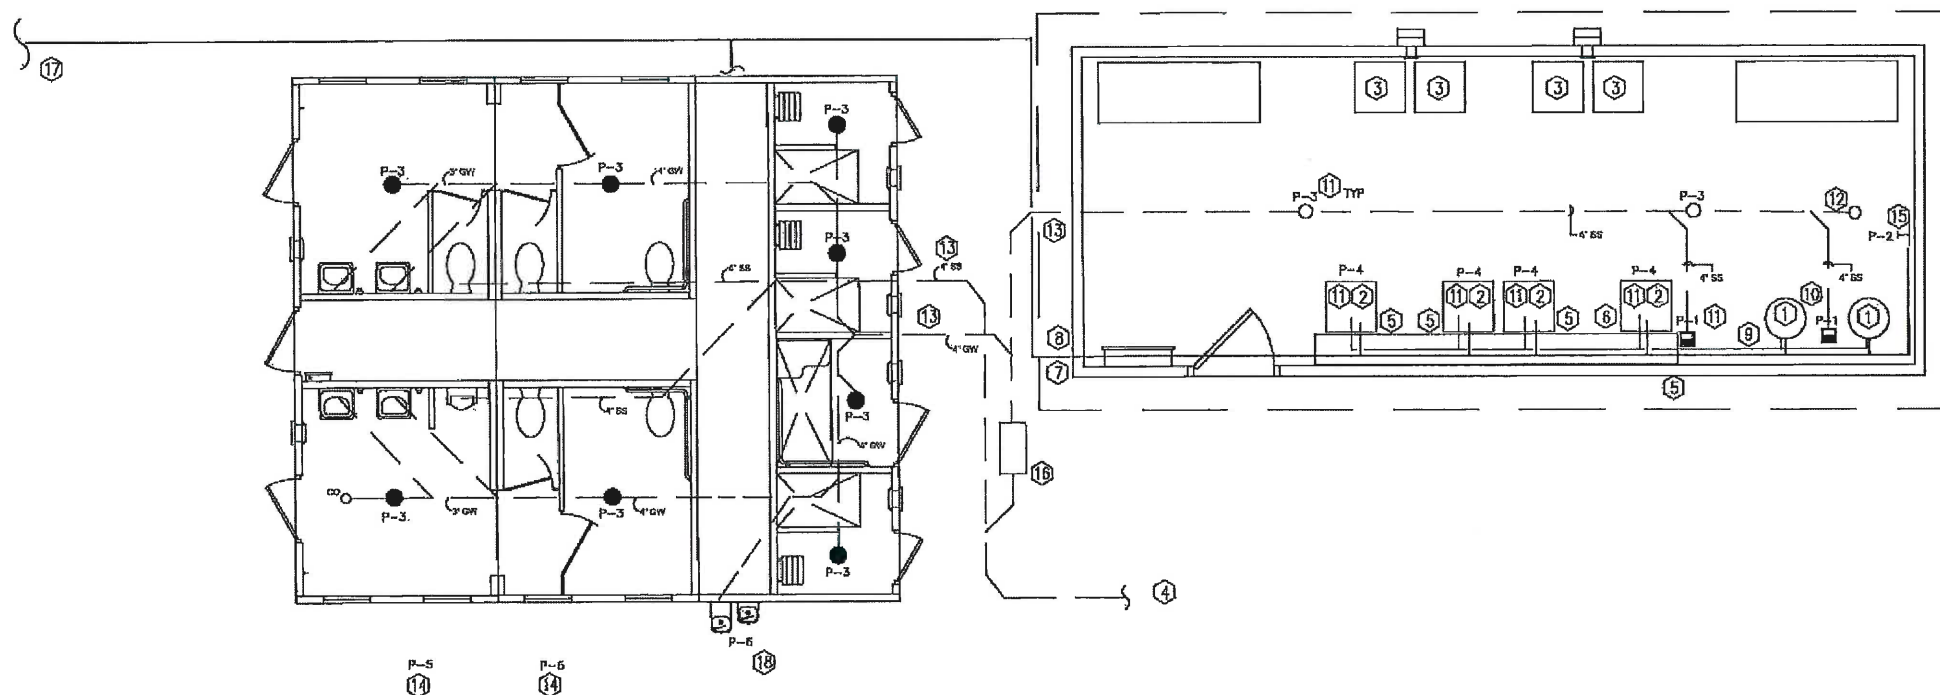 17
3 3 3 3
P-3
P-3 3" GW P-3 4" GW
P-3 11 TYP P-3 12 15
P-2
13
4" SS
P-3
13
4" SS
4" SS
4" SS 4" SS
P-4 P-4 P-4 P-4
11 2 11 2 11 2 11 2
5 5 5 6 P-1 11 1 10 P-1 1
9
13
8
4" GW
7
5
P-3
4" SS
4" GW
16
CO
P-3 3" GW P-3 4" GW
P-3
4
P-6
18
P-5 P-6
14 14